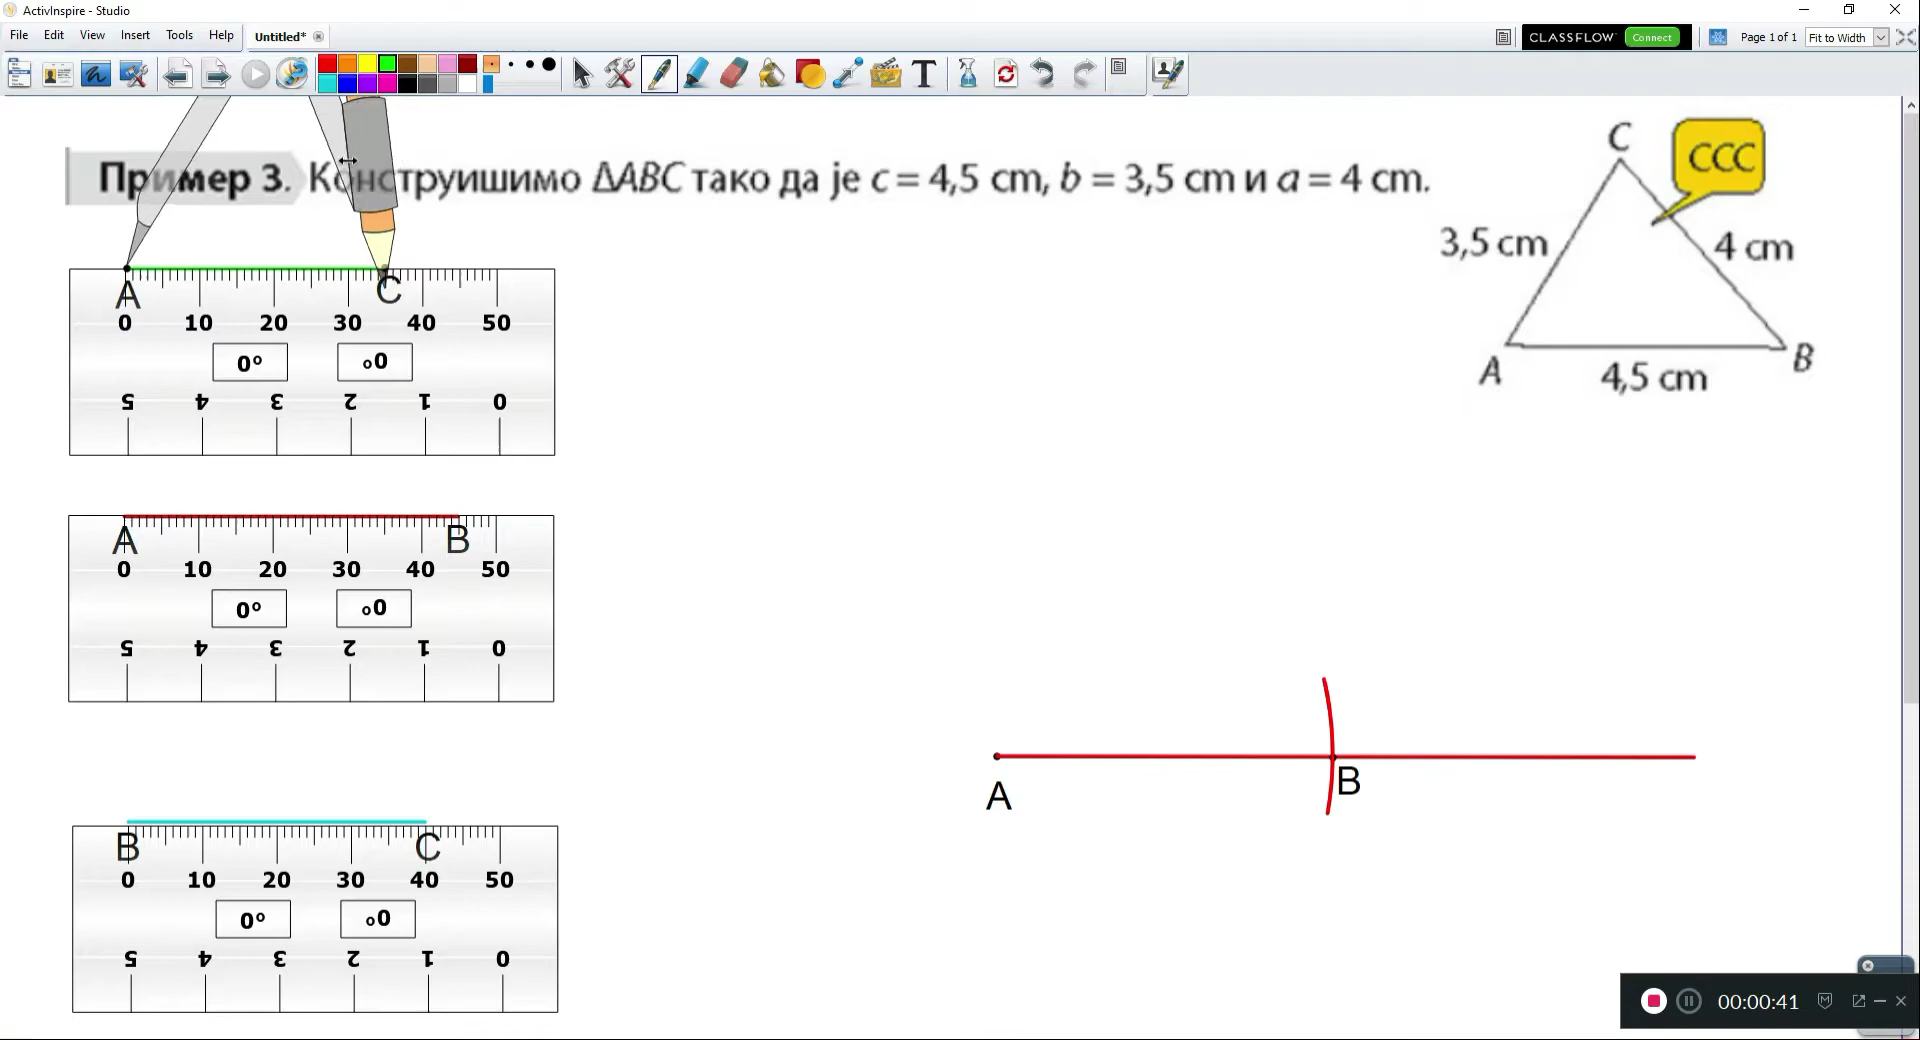 ActivInspire - Studio
File Edit View Insert Tools Help Untitled*
CLASSFLOW Connect Page 1 of 1 Fit to Width
T
Пример 3. Конструишимо ΔABC тако да је c = 4,5 cm, b = 3,5 cm и a = 4 cm.
C
ССС
3,5 cm
4 cm
A
B
4,5 cm
A C
0 10 20 30 40 50
0° 0°
5 4 3 2 1 0
A B
0 10 20 30 40 50
0° 0°
5 4 3 2 1 0
A
B
B C
0 10 20 30 40 50
0° 0°
5 4 3 2 1 0
00:00:41